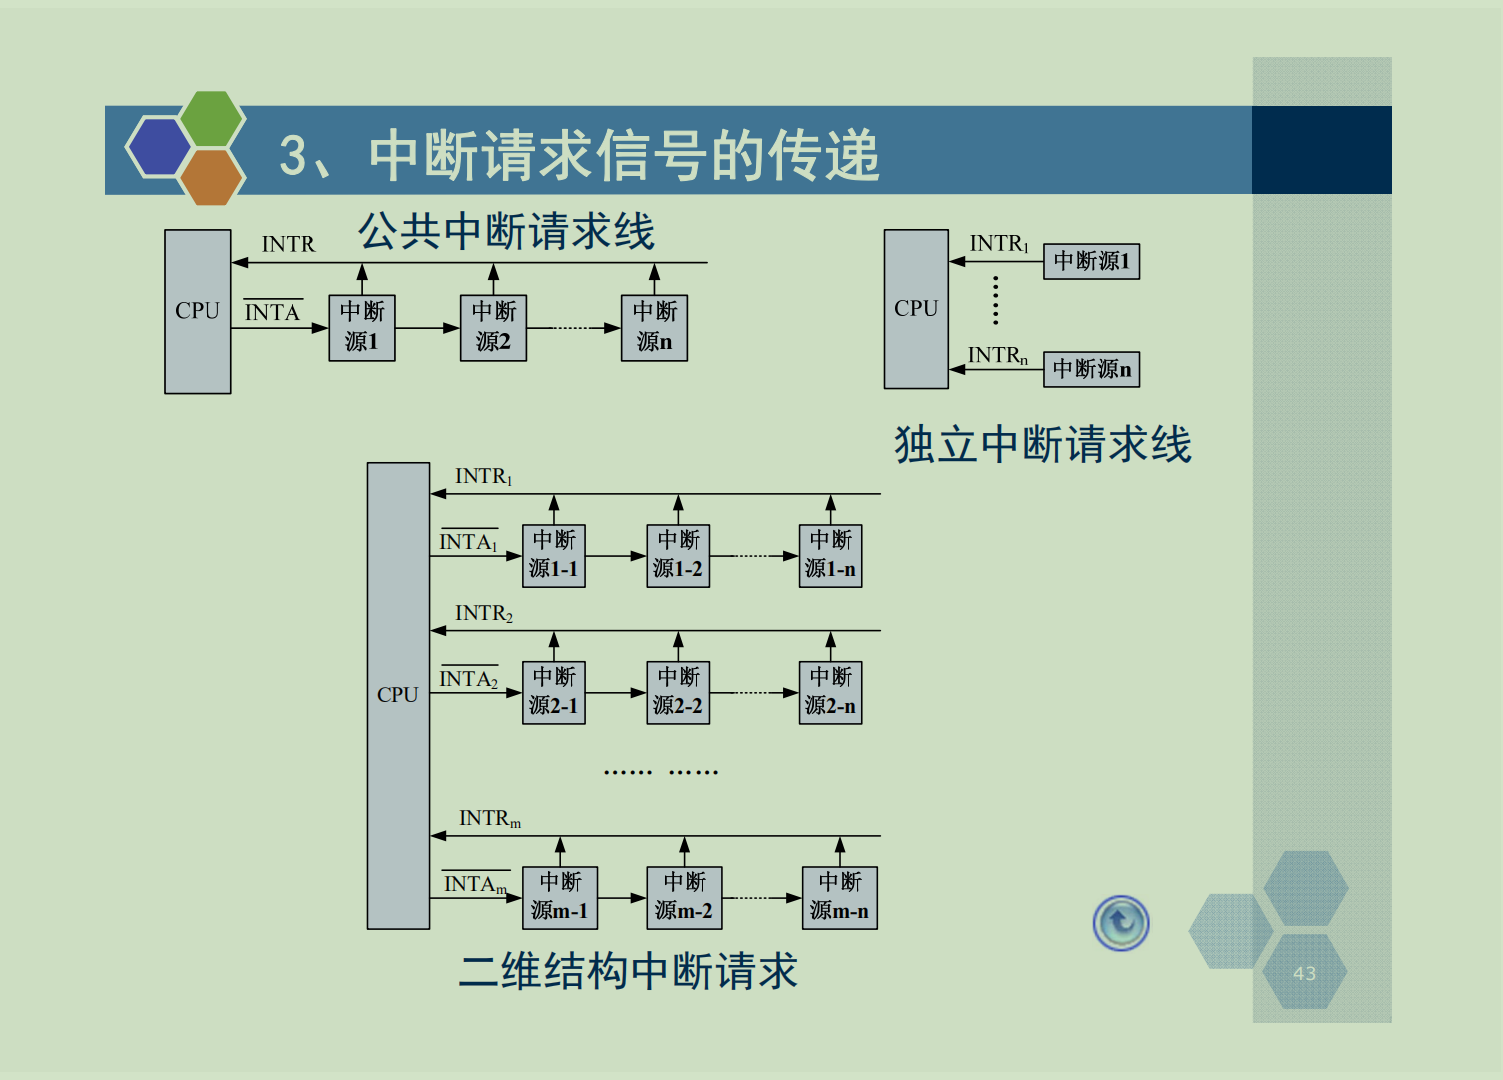 3、中断请求信号的传递
公共中断请求线
INTR
CPU
INTA
中断
源1
中断
源2
中断
源n
INTR1
中断源1
CPU
INTRn
中断源n
独立中断请求线
INTR1
INTA1
中断
源1-1
中断
源1-2
中断
源1-n
INTR2
INTA2
中断
源2-1
中断
源2-2
中断
源2-n
CPU
…… ……
INTRm
INTAm
中断
源m-1
中断
源m-2
中断
源m-n
二维结构中断请求
43